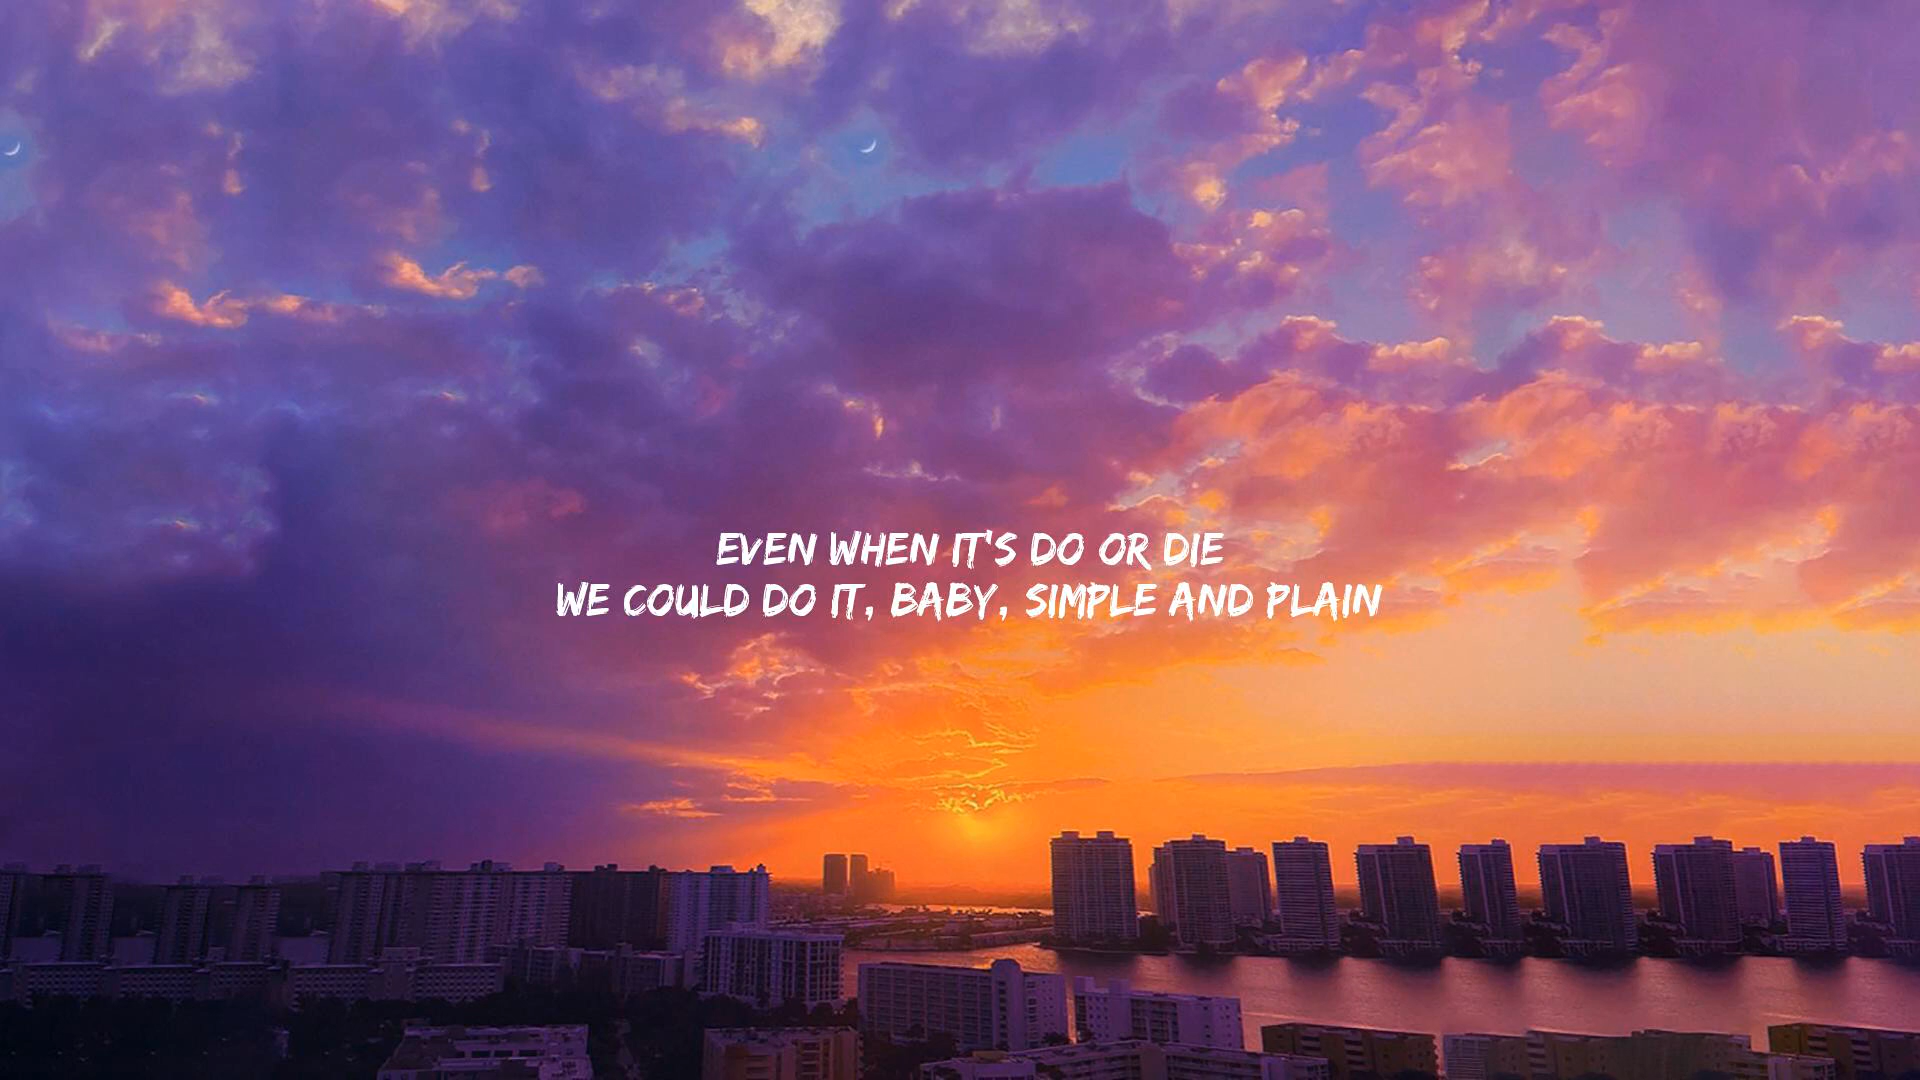 EVEN WHEN IT'S DO OR DIE
WE COULD DO IT, BABY, SIMPLE AND PLAIN